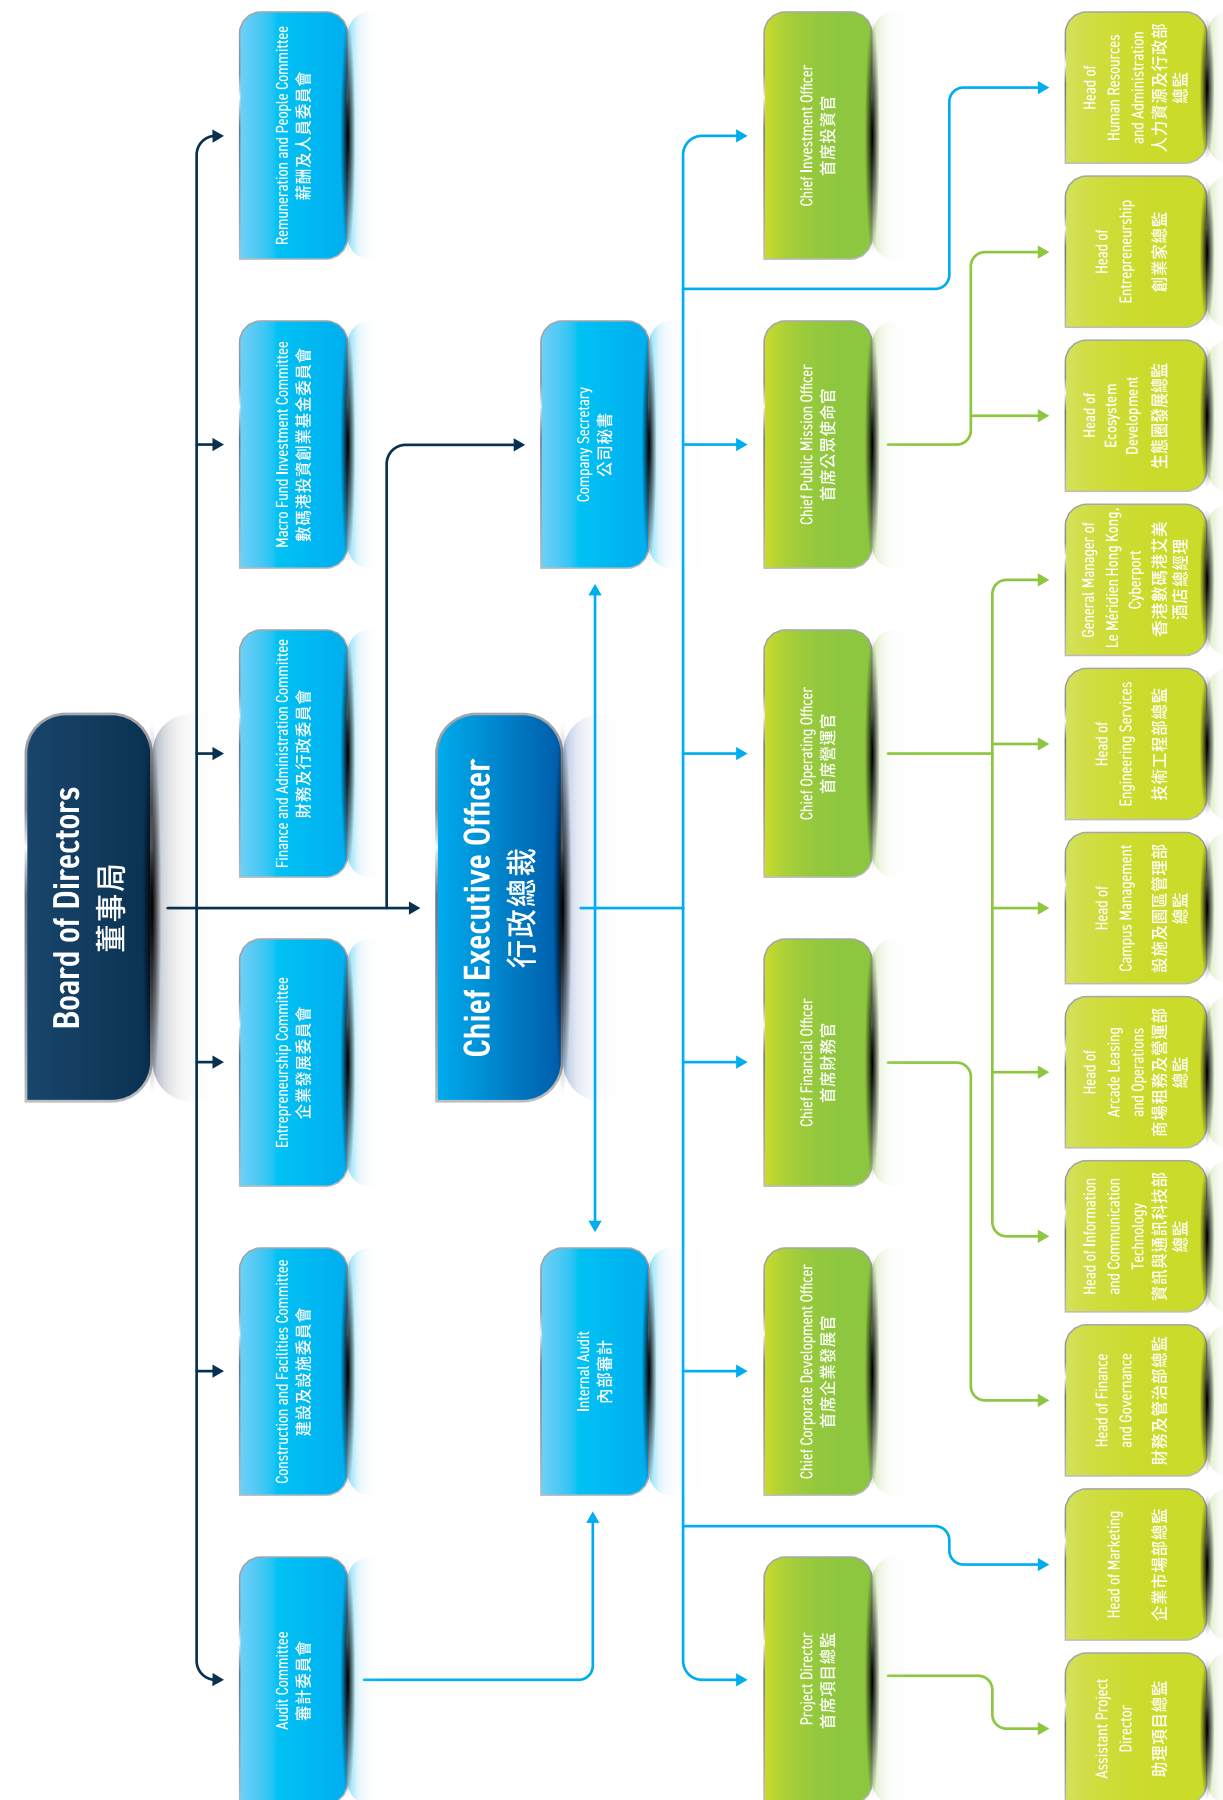 Board of Directors
董事局
Audit Committee
審計委員會
Construction and Facilities Committee
建設及設施委員會
Entrepreneurship Committee
企業發展委員會
Finance and Administration Committee
財務及行政委員會
Macro Fund Investment Committee
數碼港投資創業基金委員會
Remuneration and People Committee
薪酬及人員委員會
Chief Executive Officer
行政總裁
Internal Audit
內部審計
Company Secretary
公司秘書
Project Director
首席項目總監
Chief Corporate Development Officer
首席企業發展官
Chief Financial Officer
首席財務官
Chief Operating Officer
首席營運官
Chief Public Mission Officer
首席公眾使命官
Chief Investment Officer
首席投資官
Assistant Project
Director
助理項目總監
Head of Marketing
企業市場部總監
Head of Finance
and Governance
財務及管治部總監
Head of Information
and Communication
Technology
資訊與通訊科技部
總監
Head of
Arcade Leasing
and Operations
商場租務及營運部
總監
Head of
Campus Management
設施及園區管理部
總監
Head of
Engineering Services
技術工程部總監
General Manager of
Le Méridien Hong Kong,
Cyberport
香港數碼港艾美
酒店總經理
Head of
Ecosystem
Development
生態圈發展總監
Head of
Entrepreneurship
創業家總監
Head of
Human Resources
and Administration
人力資源及行政部
總監